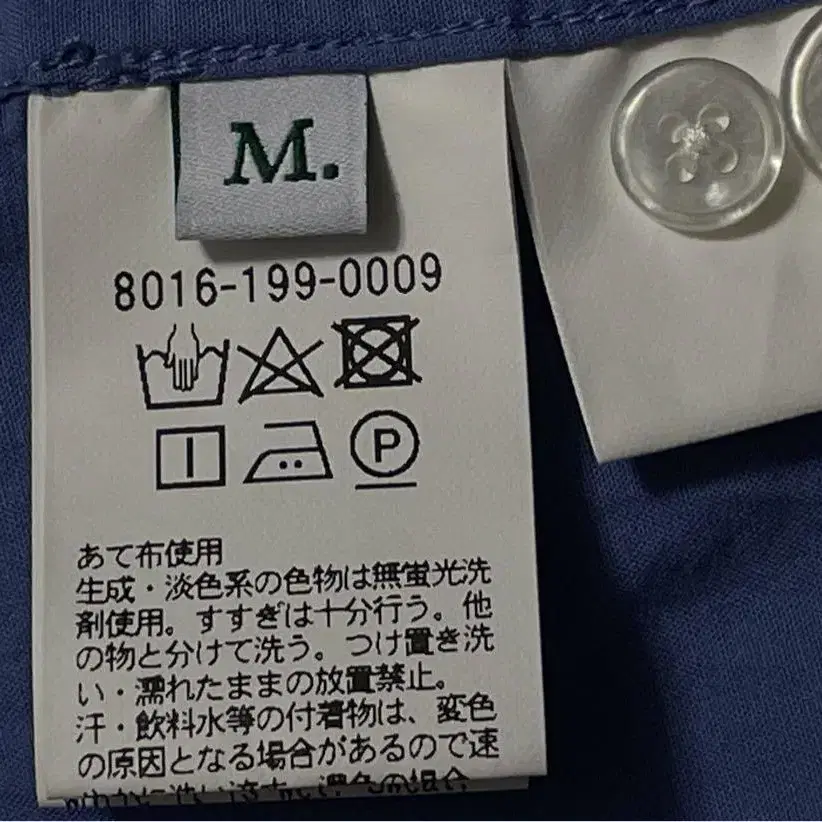 M.
8016-199-0009
P
あて布使用
生成・淡色系の色物は無蛍光洗
剤使用。すすぎは十分行う。他
の物と分けて洗う。つけ置き洗
い・濡れたままの放置禁止。
汗・飲料水等の付着物は、変色
の原因となる場合があるので速